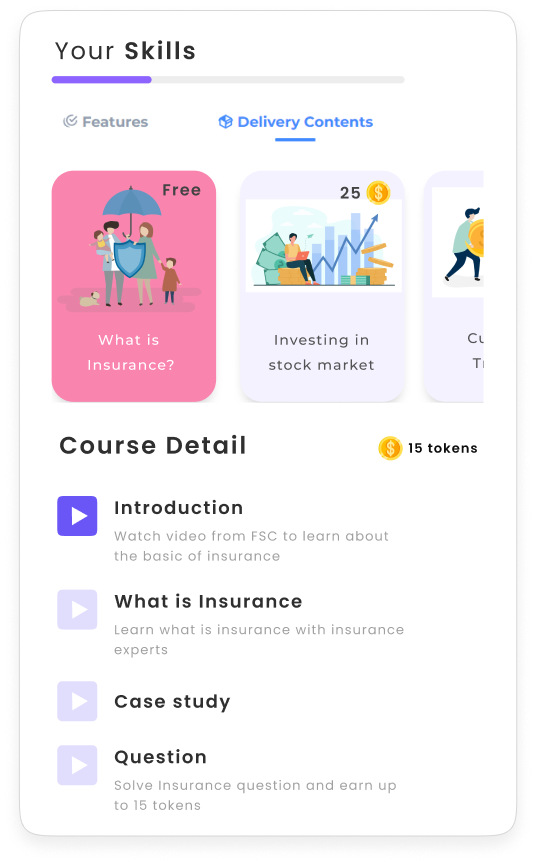 Your Skills
Features
Delivery Contents
Free
25
What is
Insurance?
Investing in
stock market
Cu
Tr
Course Detail
15 tokens
Introduction
Watch video from FSC to learn about
the basic of insurance
What is Insurance
Learn what is insurance with insurance
experts
Case study
Question
Solve Insurance question and earn up
to 15 tokens